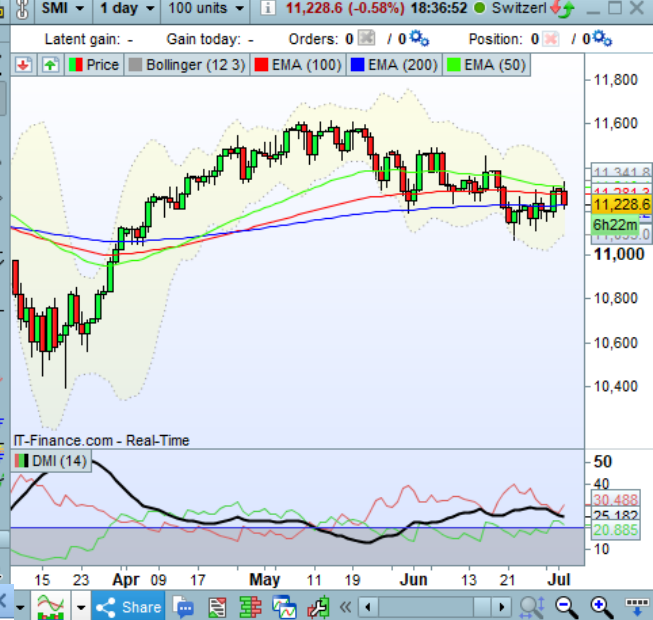 SMI 1 day 100 units 11,228.6 (-0.58%) 18:36:52 Switzerl
Latent gain: - Gain today: - Orders: 0 / 0 Position: 0 / 0
Price Bollinger (12 3) EMA (100) EMA (200) EMA (50)
11,800
11,600
11,341.8
11,281.3
11,228.6
6h22m
11,000
10,800
10,600
10,400
IT-Finance.com - Real-Time
DMI (14)
50
40
30.488
25.182
20.885
10
15 23 Apr 09 17 May 11 19 Jun 13 21 Jul
Share